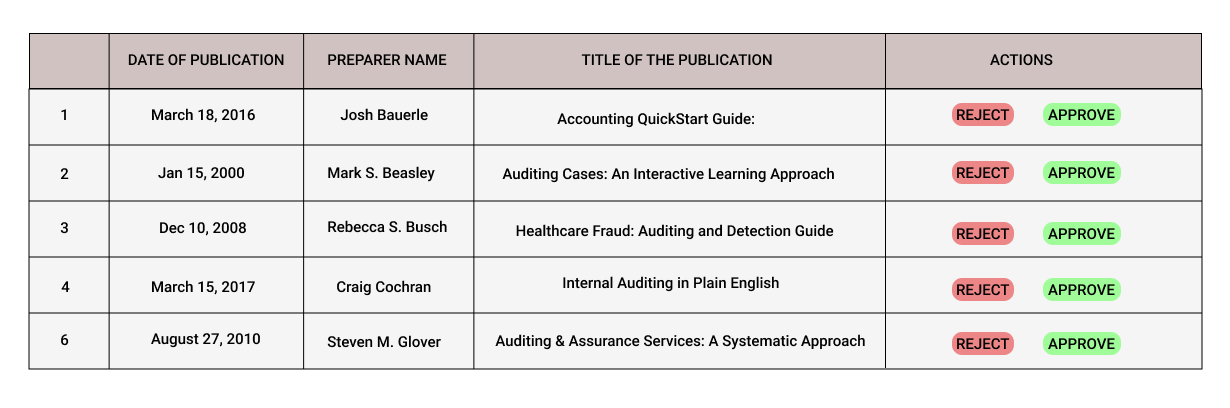 DATE OF PUBLICATION PREPARER NAME TITLE OF THE PUBLICATION ACTIONS
1 March 18, 2016 Josh Bauerle Accounting QuickStart Guide: REJECT APPROVE
2 Jan 15, 2000 Mark S. Beasley Auditing Cases: An Interactive Learning Approach REJECT APPROVE
3 Dec 10, 2008 Rebecca S. Busch Healthcare Fraud: Auditing and Detection Guide REJECT APPROVE
4 March 15, 2017 Craig Cochran Internal Auditing in Plain English REJECT APPROVE
6 August 27, 2010 Steven M. Glover Auditing & Assurance Services: A Systematic Approach REJECT APPROVE